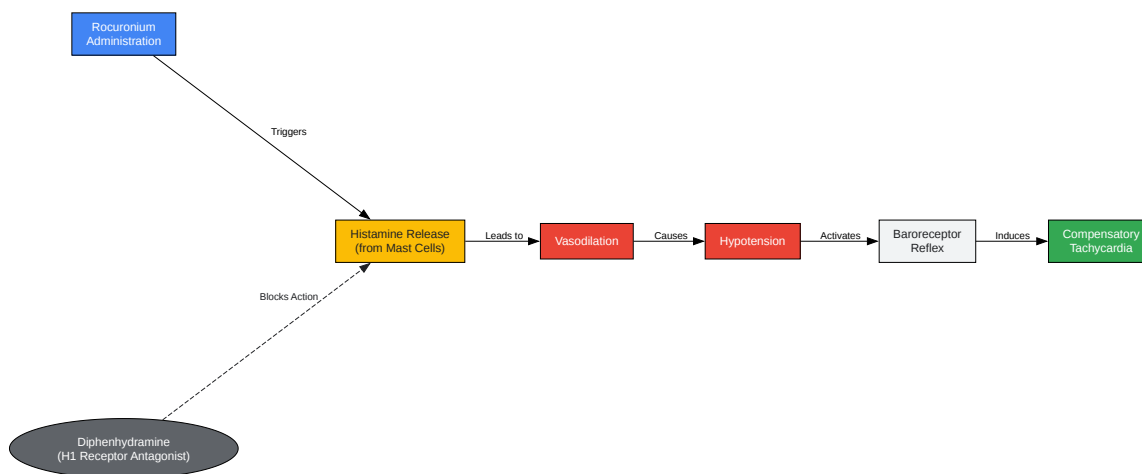 Rocuronium
Administration
Triggers
Histamine Release
(from Mast Cells)
Leads to
Vasodilation
Causes
Hypotension
Activates
Baroreceptor
Reflex
Induces
Compensatory
Tachycardia
Blocks Action
Diphenhydramine
(H1 Receptor Antagonist)